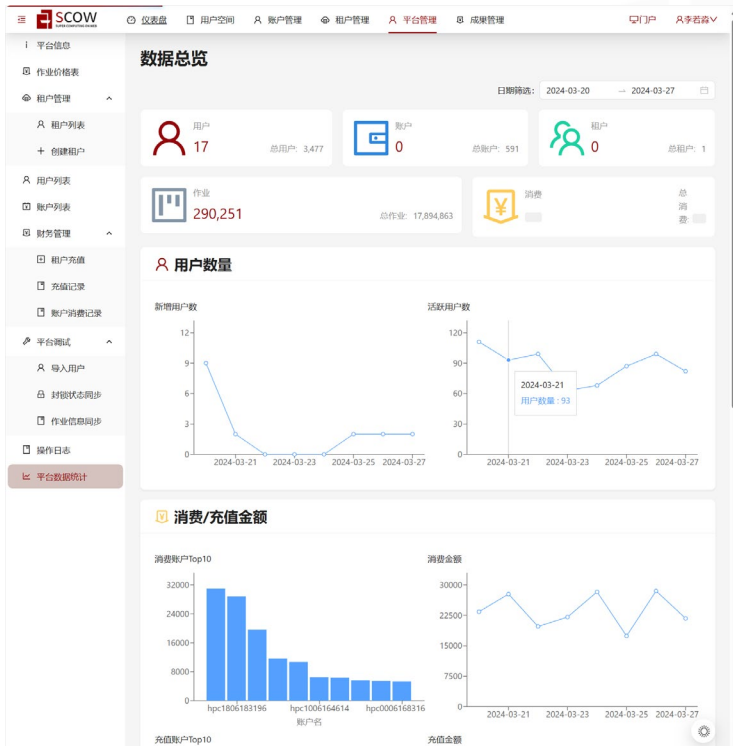 SCOW
SUPER COMPUTING ON WEB
仪表盘
用户空间
账户管理
租户管理
平台管理
成果管理
门户
李若淼
平台信息
作业价格表
租户管理
租户列表
创建租户
用户列表
账户列表
财务管理
租户充值
充值记录
账户消费记录
平台调试
导入用户
封锁状态同步
作业信息同步
操作日志
平台数据统计
数据总览
日期筛选: 2024-03-20 → 2024-03-27
用户
17
总用户: 3,477
账户
0
总账户: 591
租户
0
总租户: 1
作业
290,251
总作业: 17,894,863
消费
总
消
费:
用户数量
新增用户数
12
9
6
3
0
2024-03-21 2024-03-23 2024-03-25 2024-03-27
活跃用户数
120
90
60
30
0
2024-03-21
用户数量 : 93
2024-03-21 2024-03-23 2024-03-25 2024-03-27
消费/充值金额
消费账户Top10
32000
24000
16000
8000
0
hpc1806183196 hpc1006164614 hpc0006168316
账户名
消费金额
30000
22500
15000
7500
0
2024-03-21 2024-03-23 2024-03-25 2024-03-27
充值账户Top10
充值金额